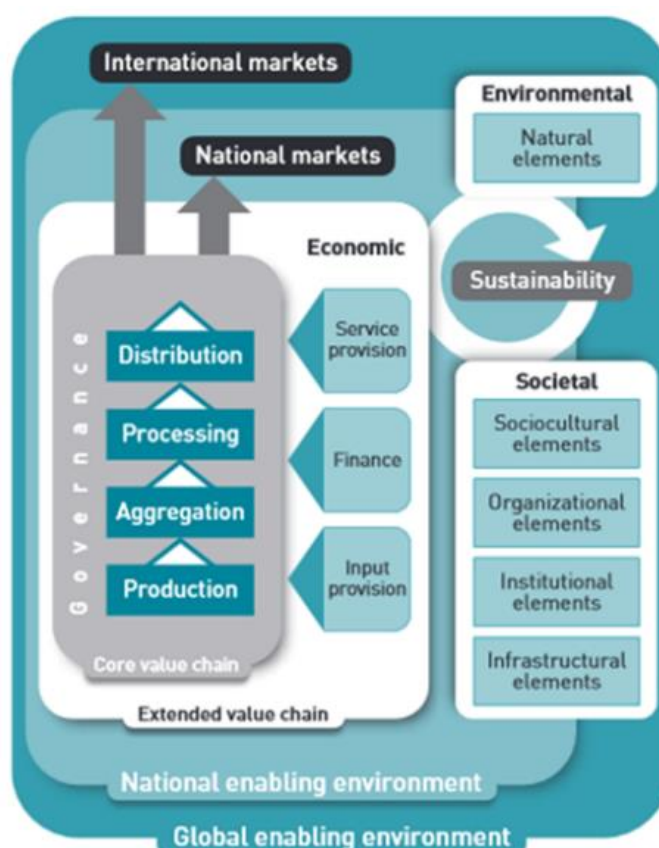 International markets
National markets
Environmental
Natural
elements
Sustainability
Economic
Governance
Distribution
Processing
Aggregation
Production
Service
provision
Finance
Input
provision
Societal
Sociocultural
elements
Organizational
elements
Institutional
elements
Infrastructural
elements
Core value chain
Extended value chain
National enabling environment
Global enabling environment